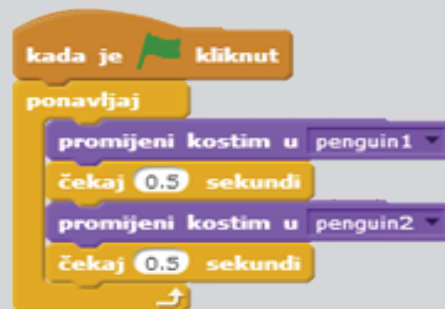 kada je kliknut
ponavljaj
promijeni kostim u penguin1
čekaj 0.5 sekundi
promijeni kostim u penguin2
čekaj 0.5 sekundi